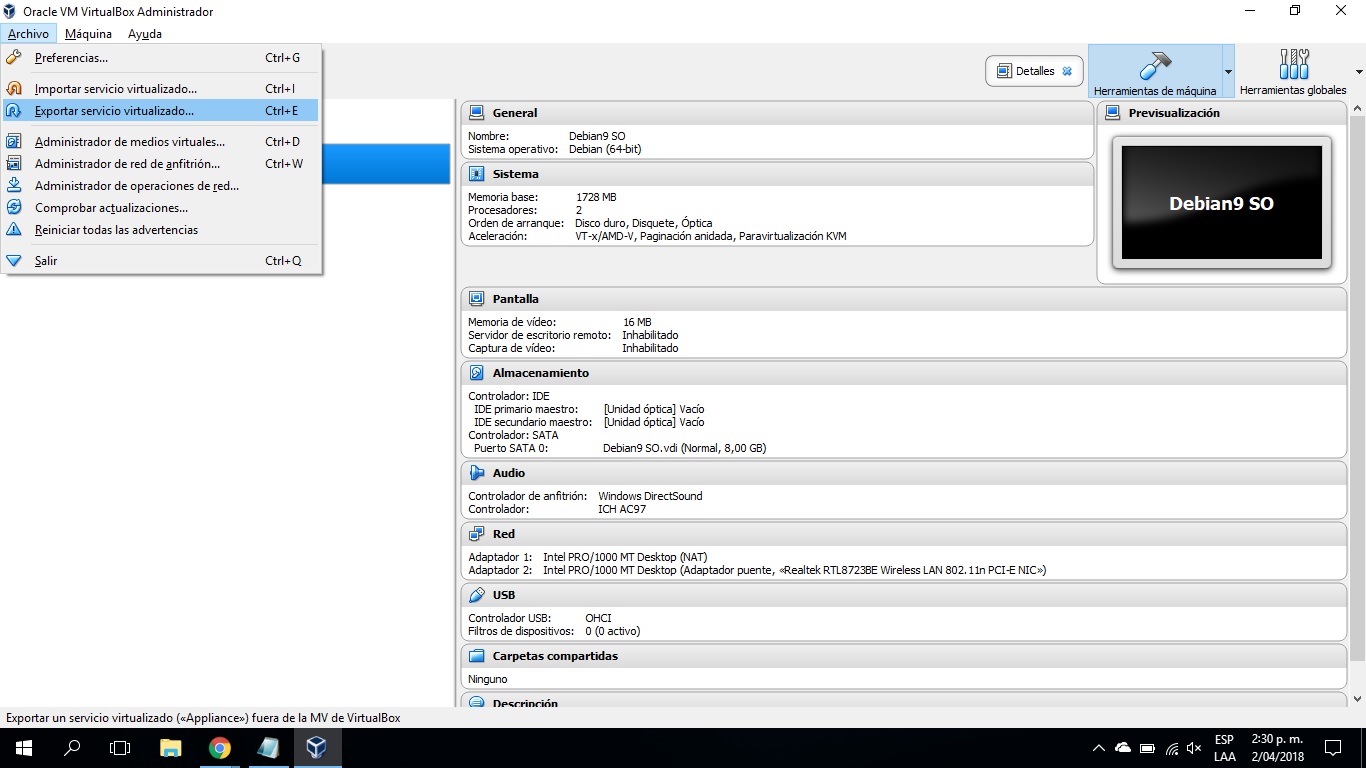 Oracle VM VirtualBox Administrador
Archivo Máquina Ayuda
Preferencias... Ctrl+G
Importar servicio virtualizado... Ctrl+I
Exportar servicio virtualizado... Ctrl+E
Administrador de medios virtuales... Ctrl+D
Administrador de red de anfitrión... Ctrl+W
Administrador de operaciones de red...
Comprobar actualizaciones...
Reiniciar todas las advertencias
Salir Ctrl+Q
Detalles
Herramientas de máquina
Herramientas globales
General
Nombre: Debian9 SO
Sistema operativo: Debian (64-bit)
Sistema
Memoria base: 1728 MB
Procesadores: 2
Orden de arranque: Disco duro, Disquete, Óptica
Aceleración: VT-x/AMD-V, Paginación anidada, Paravirtualización KVM
Previsualización
Debian9 SO
Pantalla
Memoria de vídeo: 16 MB
Servidor de escritorio remoto: Inhabilitado
Captura de vídeo: Inhabilitado
Almacenamiento
Controlador: IDE
IDE primario maestro: [Unidad óptica] Vacío
IDE secundario maestro: [Unidad óptica] Vacío
Controlador: SATA
Puerto SATA 0: Debian9 SO.vdi (Normal, 8,00 GB)
Audio
Controlador de anfitrión: Windows DirectSound
Controlador: ICH AC97
Red
Adaptador 1: Intel PRO/1000 MT Desktop (NAT)
Adaptador 2: Intel PRO/1000 MT Desktop (Adaptador puente, «Realtek RTL8723BE Wireless LAN 802.11n PCI-E NIC»)
USB
Controlador USB: OHCI
Filtros de dispositivos: 0 (0 activo)
Carpetas compartidas
Ninguno
Descripción
Exportar un servicio virtualizado («Appliance») fuera de la MV de VirtualBox
ESP 2:30 p. m.
LAA 2/04/2018